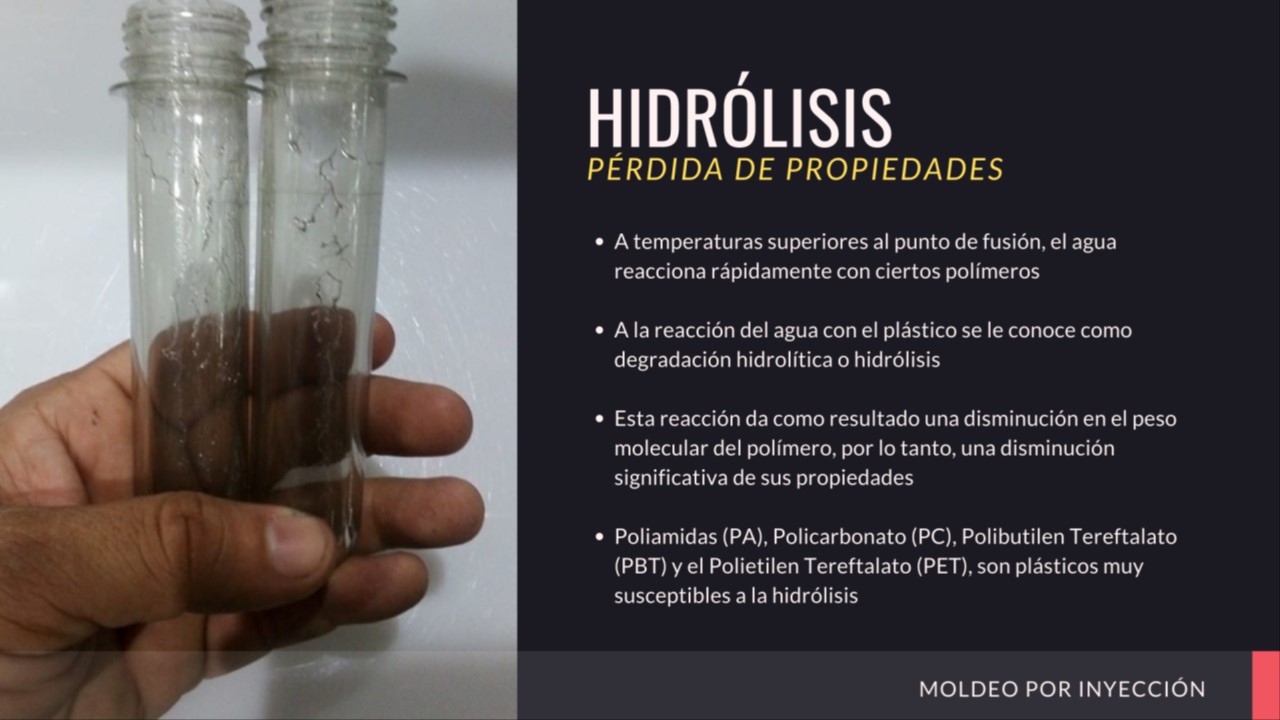 HIDRÓLISIS
PÉRDIDA DE PROPIEDADES
• A temperaturas superiores al punto de fusión, el agua
reacciona rápidamente con ciertos polímeros
• A la reacción del agua con el plástico se le conoce como
degradación hidrolítica o hidrólisis
• Esta reacción da como resultado una disminución en el peso
molecular del polímero, por lo tanto, una disminución
significativa de sus propiedades
• Poliamidas (PA), Policarbonato (PC), Polibutilen Tereftalato
(PBT) y el Polietilen Tereftalato (PET), son plásticos muy
susceptibles a la hidrólisis
MOLDEO POR INYECCIÓN